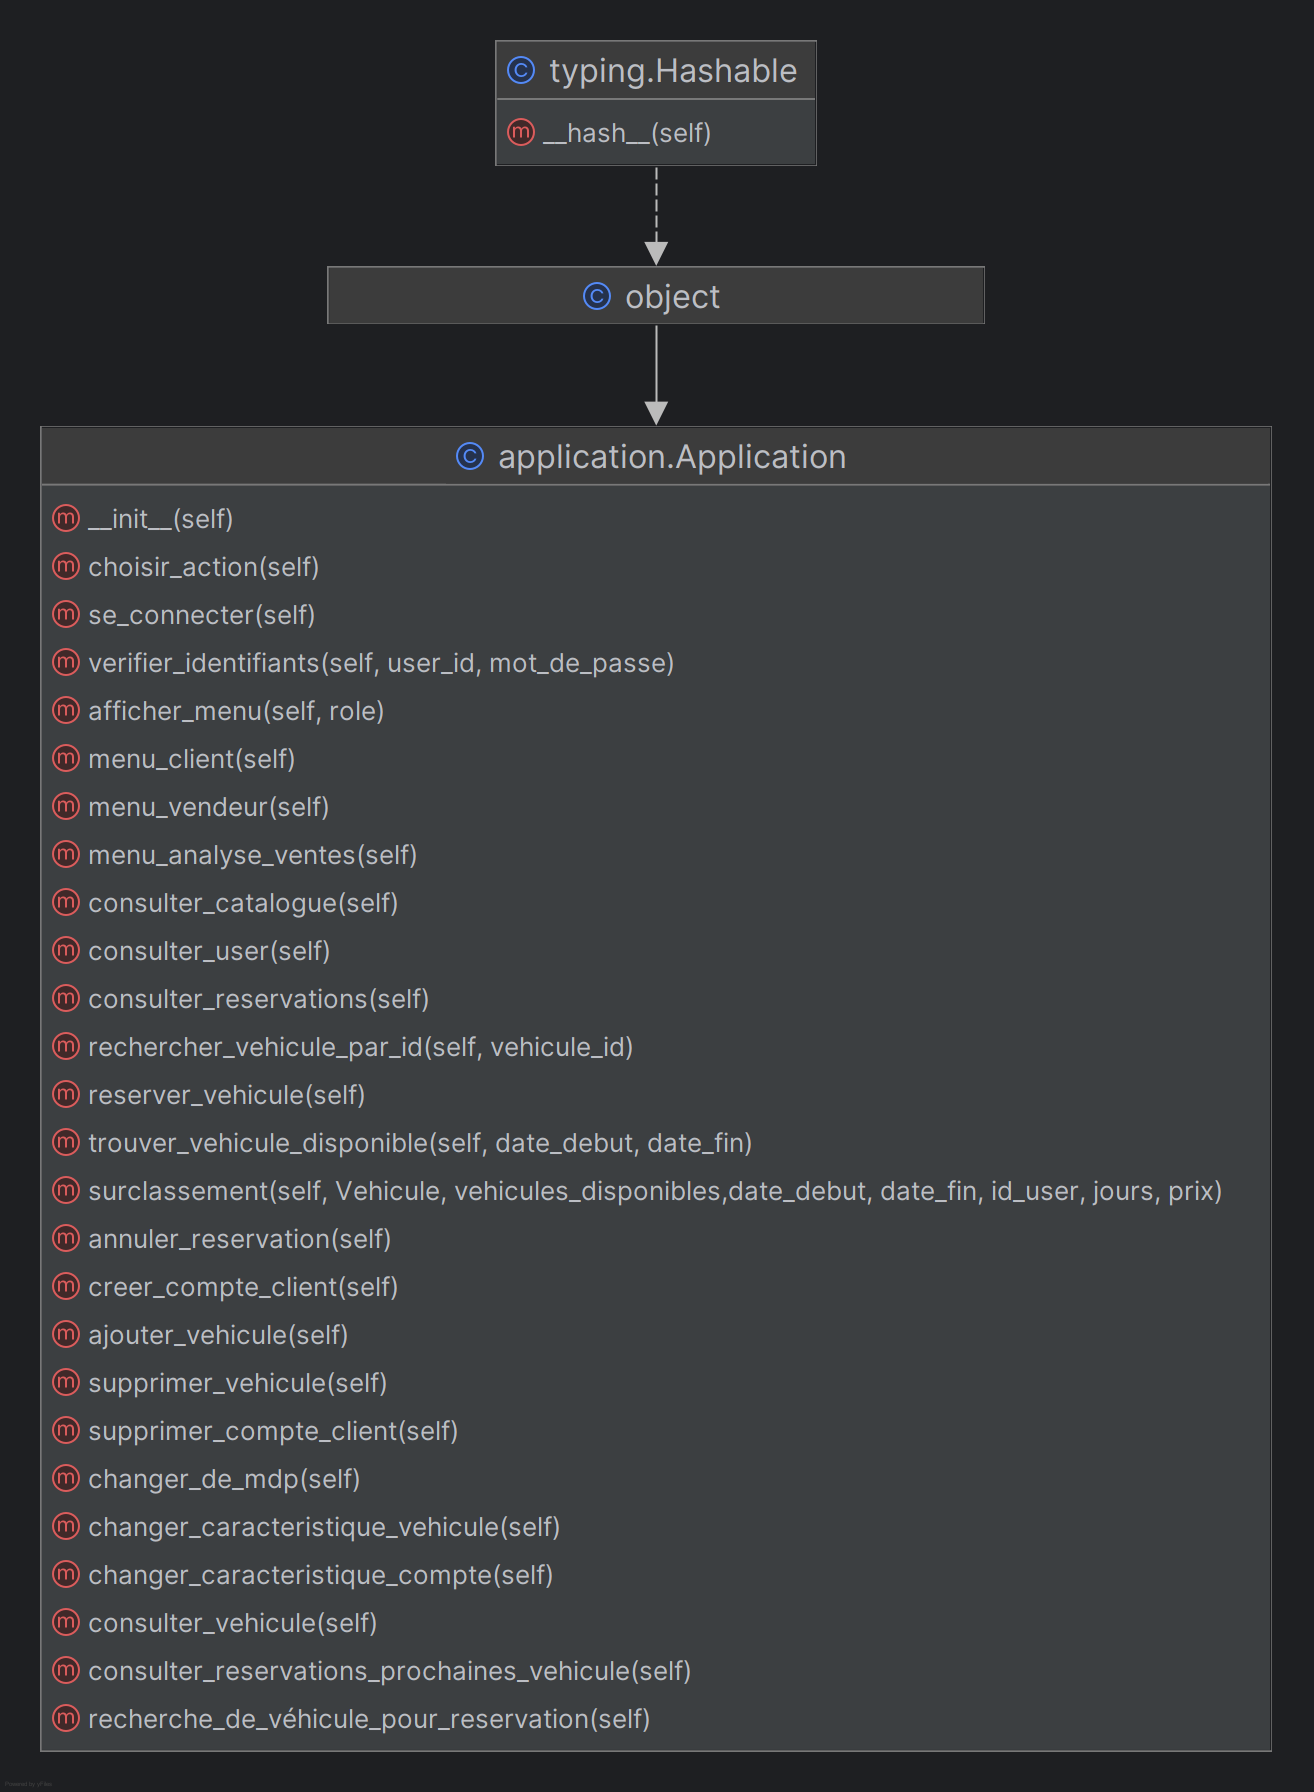 typing.Hashable
__hash__(self)
object
application.Application
__init__(self)
choisir_action(self)
se_connecter(self)
verifier_identifiants(self, user_id, mot_de_passe)
afficher_menu(self, role)
menu_client(self)
menu_vendeur(self)
menu_analyse_ventes(self)
consulter_catalogue(self)
consulter_user(self)
consulter_reservations(self)
rechercher_vehicule_par_id(self, vehicule_id)
reserver_vehicule(self)
trouver_vehicule_disponible(self, date_debut, date_fin)
surclassement(self, Vehicule, vehicules_disponibles,date_debut, date_fin, id_user, jours, prix)
annuler_reservation(self)
creer_compte_client(self)
ajouter_vehicule(self)
supprimer_vehicule(self)
supprimer_compte_client(self)
changer_de_mdp(self)
changer_caracteristique_vehicule(self)
changer_caracteristique_compte(self)
consulter_vehicule(self)
consulter_reservations_prochaines_vehicule(self)
recherche_de_véhicule_pour_reservation(self)
Powered by yFiles